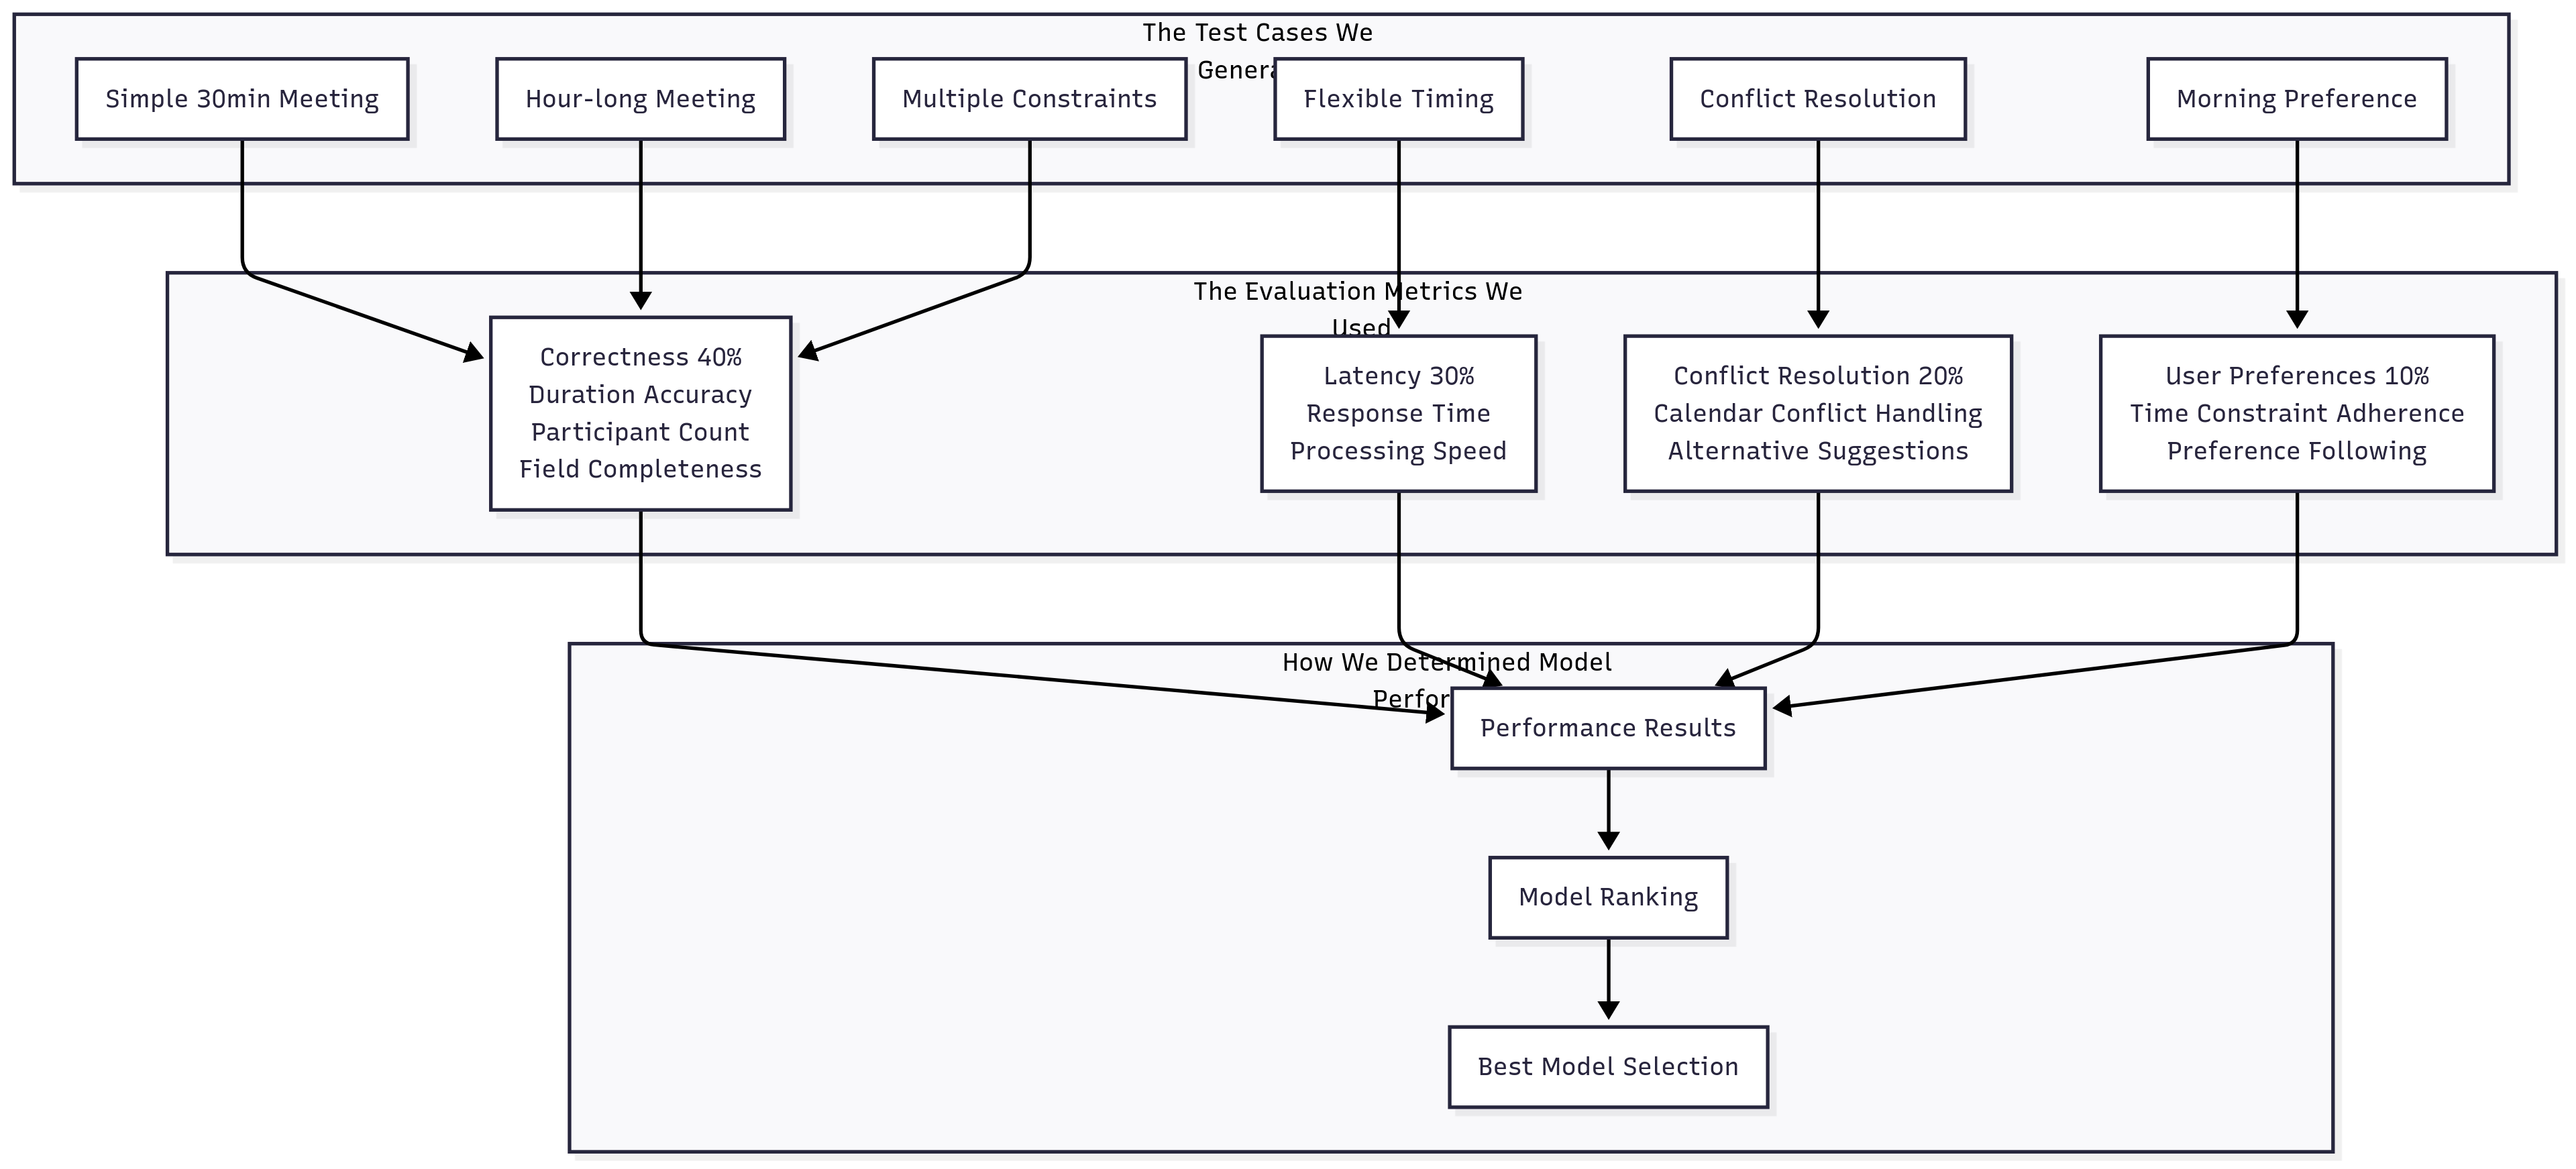 The Test Cases We
Genera
Simple 30min Meeting
Hour-long Meeting
Multiple Constraints
Flexible Timing
Conflict Resolution
Morning Preference
The Evaluation Metrics We
Used
Correctness 40%
Duration Accuracy
Participant Count
Field Completeness
Latency 30%
Response Time
Processing Speed
Conflict Resolution 20%
Calendar Conflict Handling
Alternative Suggestions
User Preferences 10%
Time Constraint Adherence
Preference Following
How We Determined Model
Perfor
Performance Results
Model Ranking
Best Model Selection